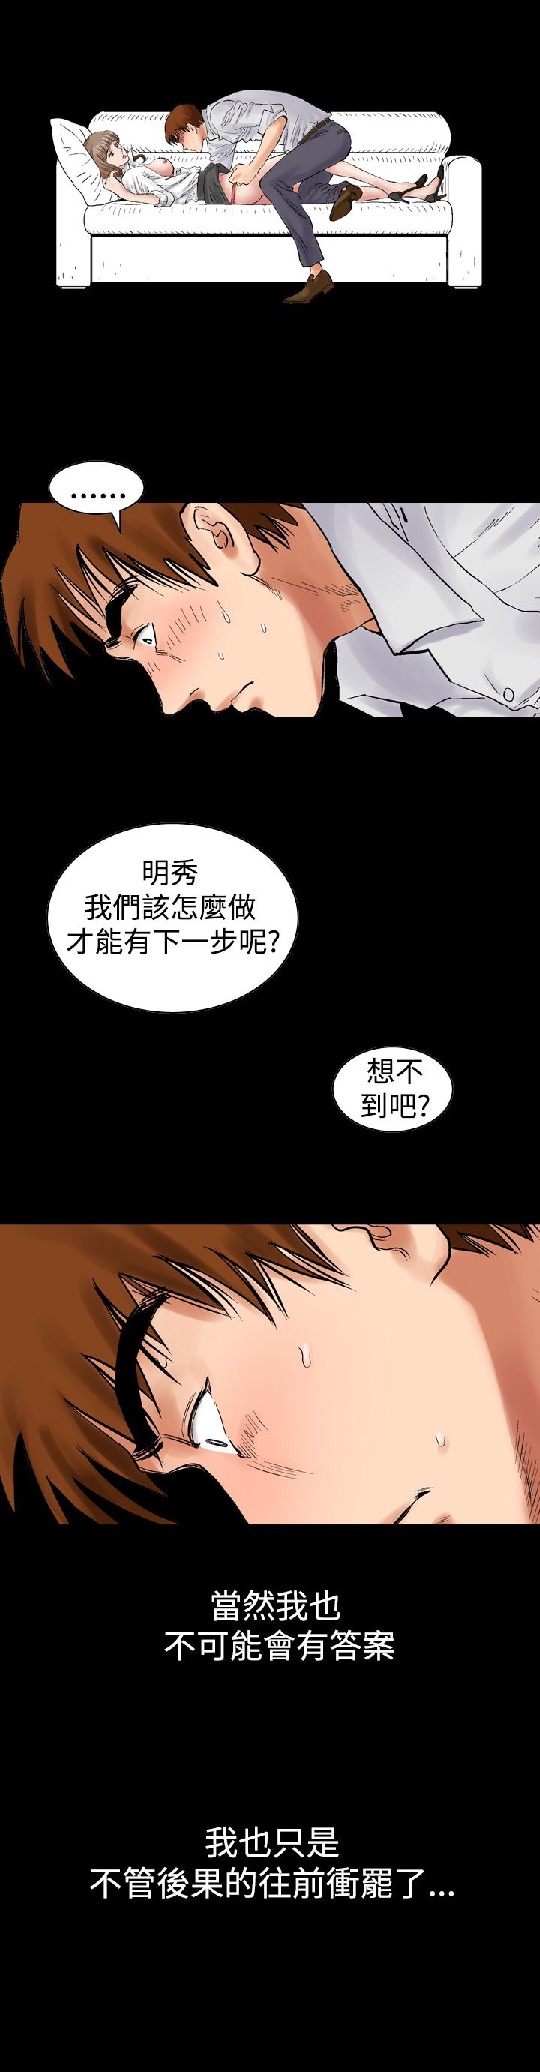 ......
明秀
我們該怎麼做
才能有下一步呢?
想不
到吧?
當然我也
不可能會有答案
我也只是
不管後果的往前衝罷了...